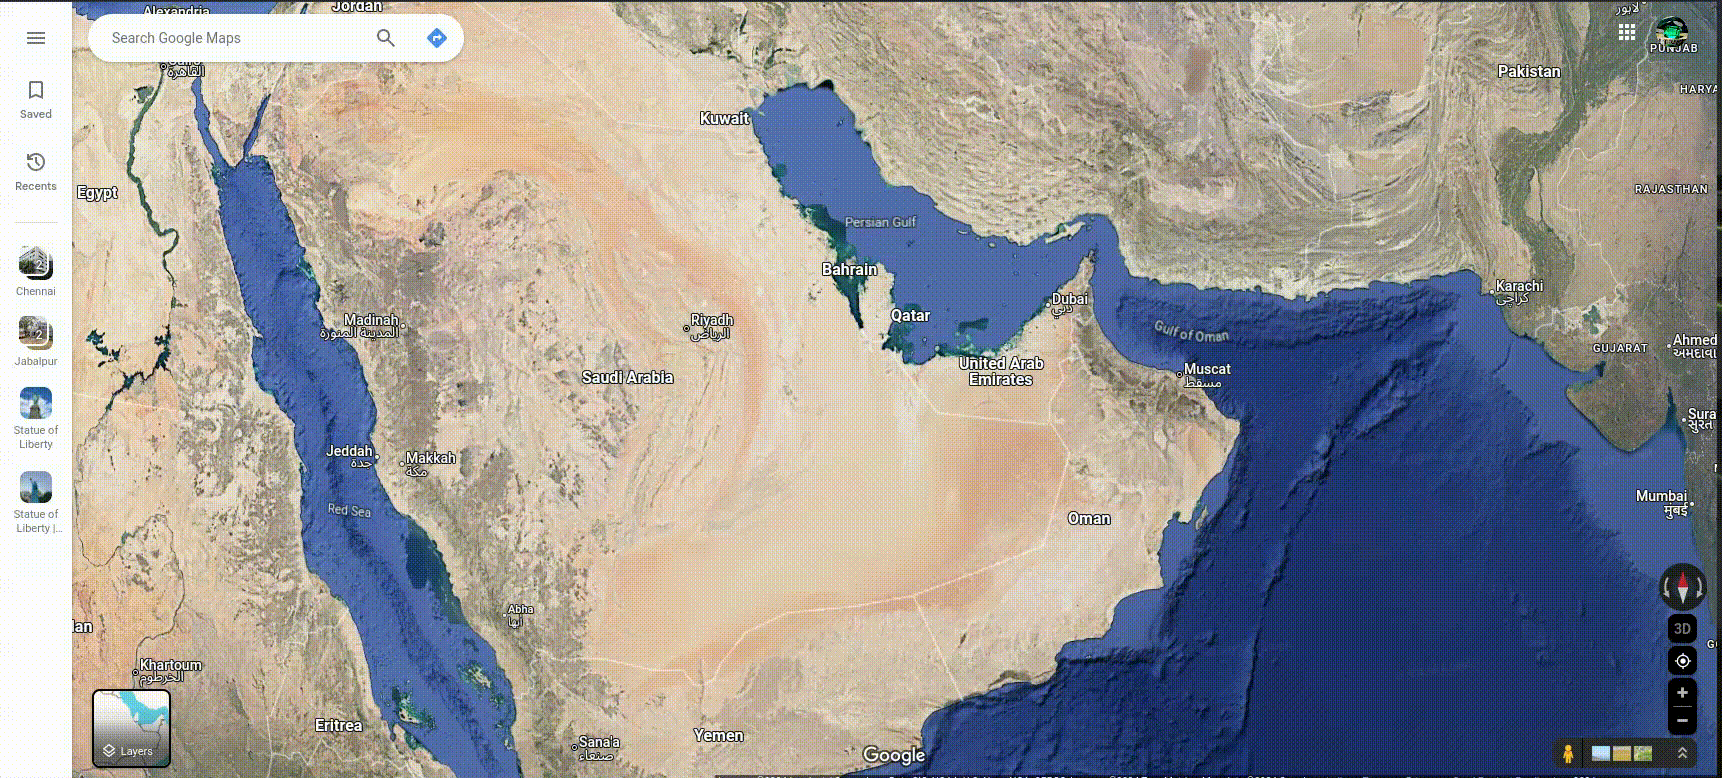 Alexandria
Jordan
Search Google Maps
القاهرة
لاہور
PUNJAB
Pakistan
HARYA
Saved
Kuwait
Recents
Egypt
RAJASTHAN
Persian Gulf
Bahrain
Chennai
2
Karachi
کراچی
Dubai
دبي
Madinah
المدينة المنورة
Riyadh
الرياض
Qatar
Gulf of Oman
GUJARAT
Ahmed
અમદાવા
Jabalpur
2
United Arab
Emirates
Saudi Arabia
Muscat
مسقط
Statue of
Liberty
Sura
સુરત
Jeddah
جدة
Makkah
مكة
Mumbai
मुंबई
Red Sea
Oman
Statue of
Liberty |...
Abha
أبها
3D
Khartoum
الخرطوم
Eritrea
Sana'a
صنعاء
Yemen
Layers
Google